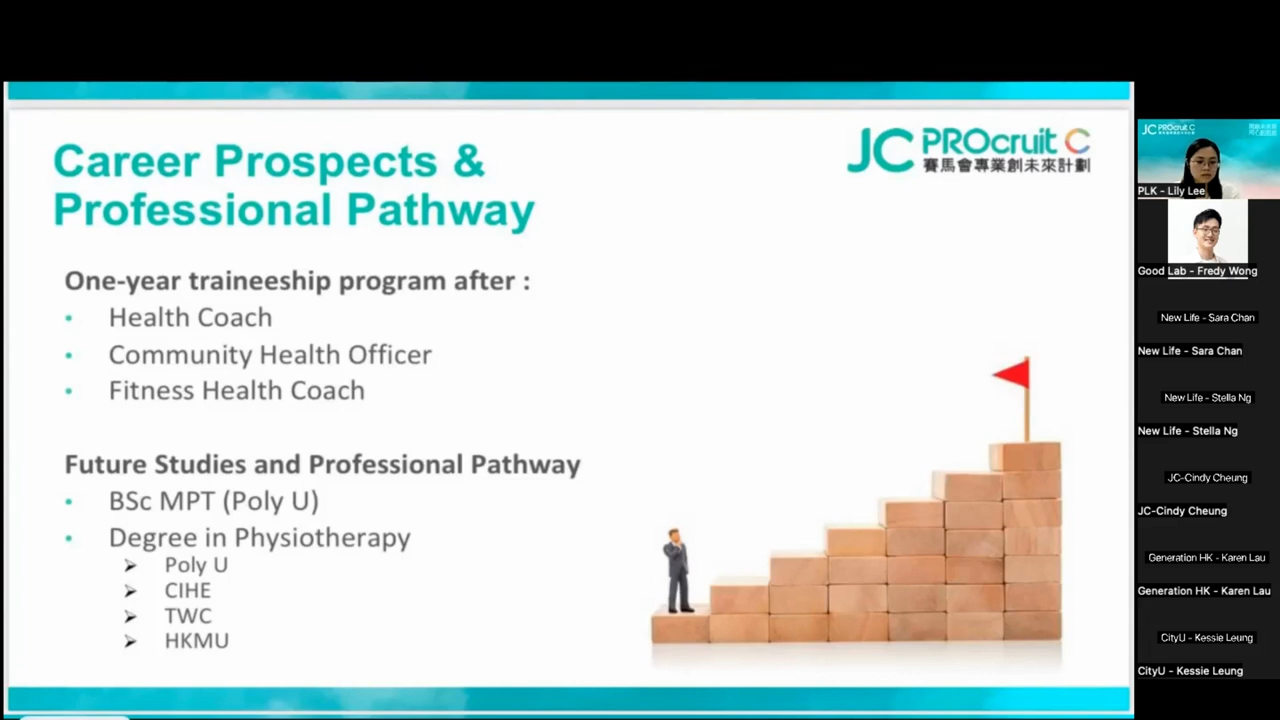 Career Prospects &
Professional Pathway
JC PROcruit C
賽馬會專業創未來計劃
One-year traineeship program after :
• Health Coach
• Community Health Officer
• Fitness Health Coach
Future Studies and Professional Pathway
• BSc MPT (Poly U)
• Degree in Physiotherapy
➢ Poly U
➢ CIHE
➢ TWC
➢ HKMU
JC PROcruit C
PLK - Lily Lee
Good Lab - Fredy Wong
New Life - Sara Chan
New Life - Sara Chan
New Life - Stella Ng
New Life - Stella Ng
JC-Cindy Cheung
JC-Cindy Cheung
Generation HK - Karen Lau
Generation HK - Karen Lau
CityU - Kessie Leung
CityU - Kessie Leung